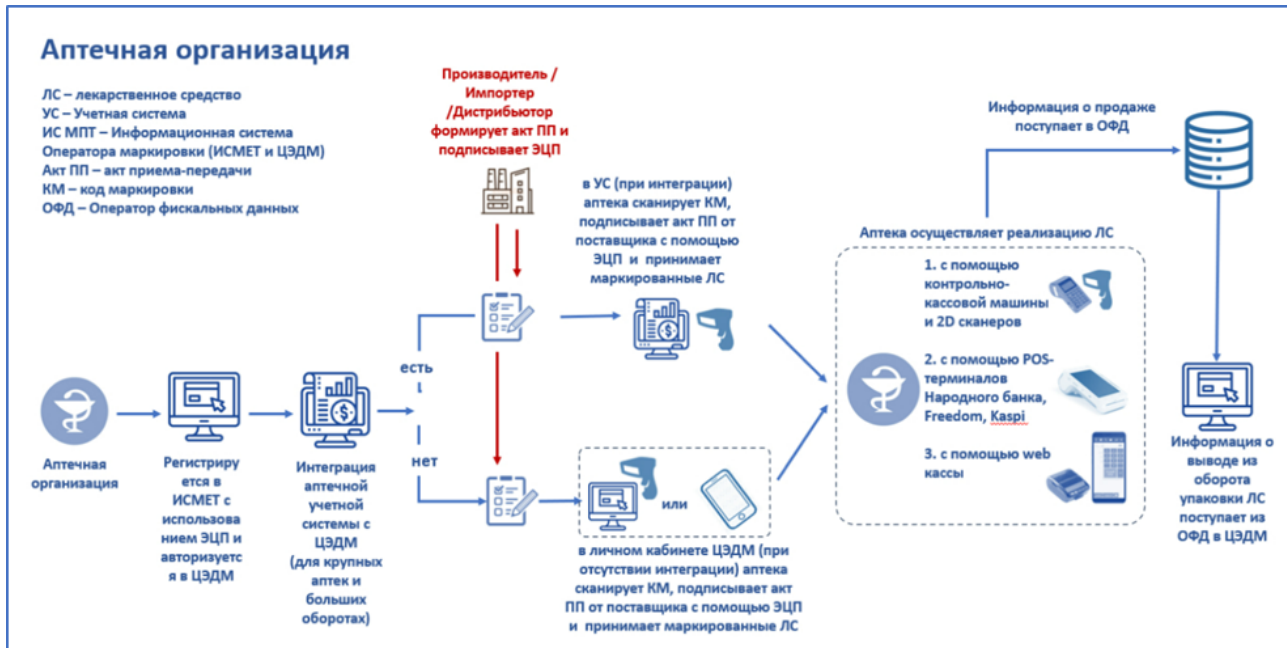 Аптечная организация
ЛС – лекарственное средство
УС – Учетная система
ИС МПТ – Информационная система
Оператора маркировки (ИСМЕТ и ЦЭДМ)
Акт ПП – акт приема-передачи
КМ – код маркировки
ОФД – Оператор фискальных данных
Производитель /
Импортер
/Дистрибьютор
формирует акт ПП и
подписывает ЭЦП
в УС (при интеграции)
аптека сканирует КМ,
подписывает акт ПП от
поставщика с помощью
ЭЦП и принимает
маркированные ЛС
Информация о продаже
поступает в ОФД
Аптека осуществляет реализацию ЛС
1. с помощью
контрольно-
кассовой машины
и 2D сканеров
2. с помощью POS-
терминалов
Народного банка,
Freedom, Kaspi
3. с помощью web
кассы
есть
нет
Аптечная
организация
Регистриру
ется в
ИСМЕТ с
использова
нием ЭЦП и
авторизуетс
я в ЦЭДМ
Интеграция
аптечной
учетной
системы с
ЦЭДМ
(для крупных
аптек и
больших
оборотах)
или
в личном кабинете ЦЭДМ (при
отсутствии интеграции) аптека
сканирует КМ, подписывает акт
ПП от поставщика с помощью ЭЦП
и принимает маркированные ЛС
Информация о
выводе из
оборота
упаковки ЛС
поступает из
ОФД в ЦЭДМ